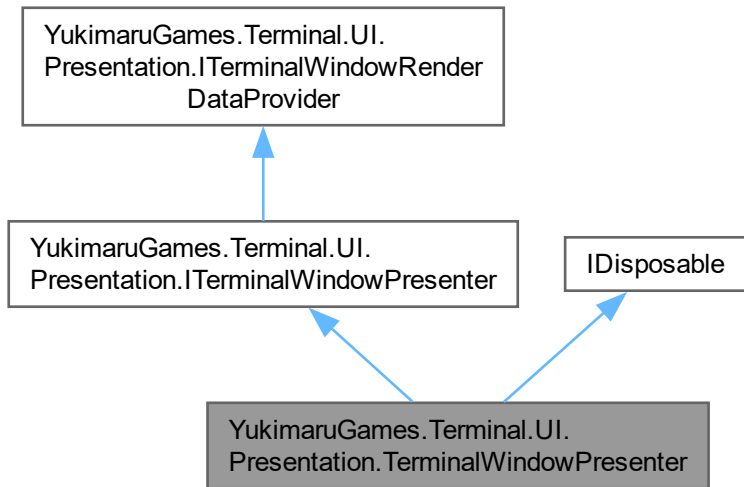 YukimaruGames.Terminal.UI.
Presentation.ITerminalWindowRender
DataProvider
YukimaruGames.Terminal.UI.
Presentation.ITerminalWindowPresenter
IDisposable
YukimaruGames.Terminal.UI.
Presentation.TerminalWindowPresenter